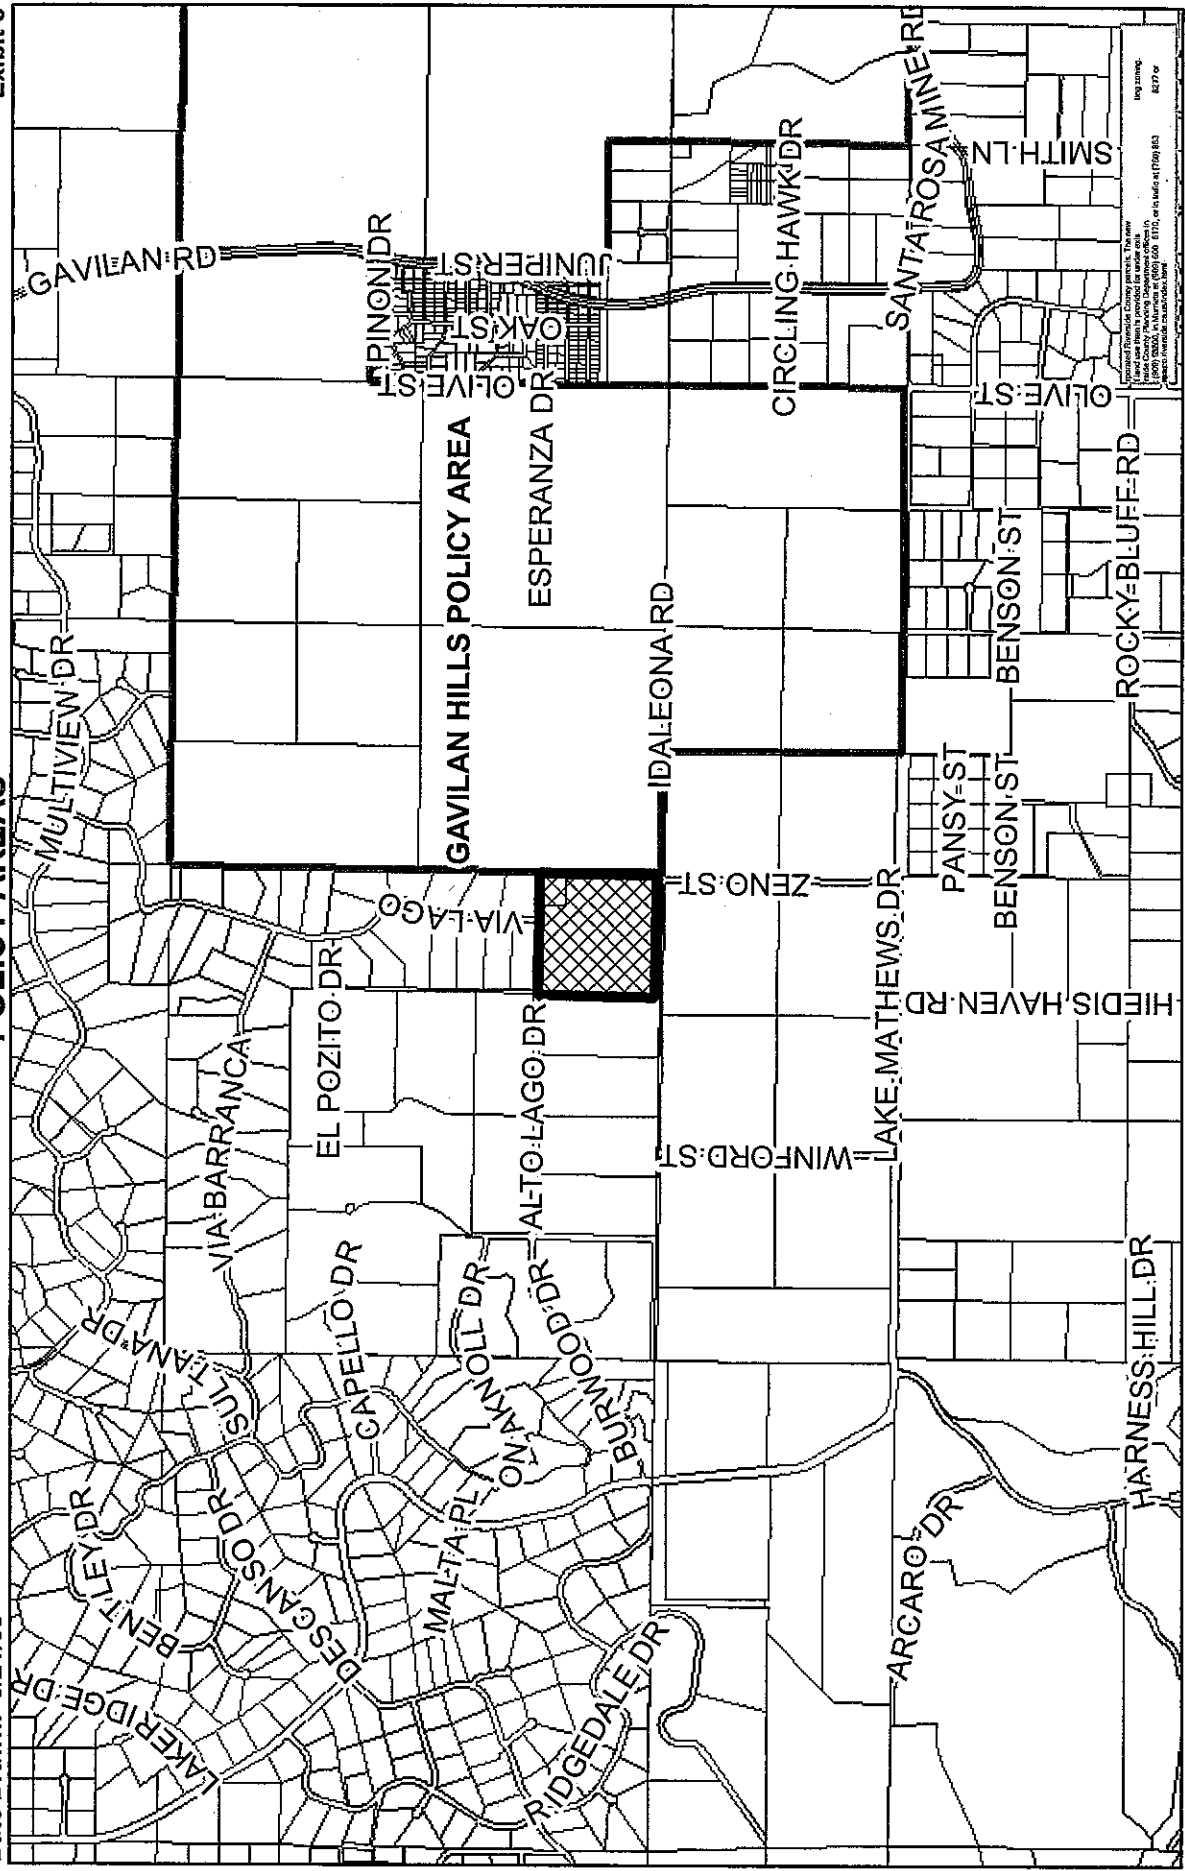 POLICY AREAS
Exhibit 6
GAVILAN RD
MULTIVIEW DR
PINON DR
JUNIPER ST
OAK ST
OLIVE ST
ESPERANZA DR
GAVILAN HILLS POLICY AREA
IDALEONA RD
CIRCLING HAWK DR
SANTA ROSA MINE RD
SMITH LN
OLIVE ST
BENSON ST
ROCKY BLUFF RD
PANSY ST
BENSON ST
ZENO ST
LAKE MATHEWS DR
HIEDIS HAVEN RD
VIA LAGO
EL POZITO DR
ALTO LAGO DR
VIA BARRANCA
WINFORD ST
SULTANA DR
CAPELLO DR
OAKNOLL DR
BURWOOD DR
BENTLEY DR
DESCANSO DR
MALTA PL
LAKERIDGE DR
RIDGEDALE DR
ARCARO DR
HARNESS HILL DR